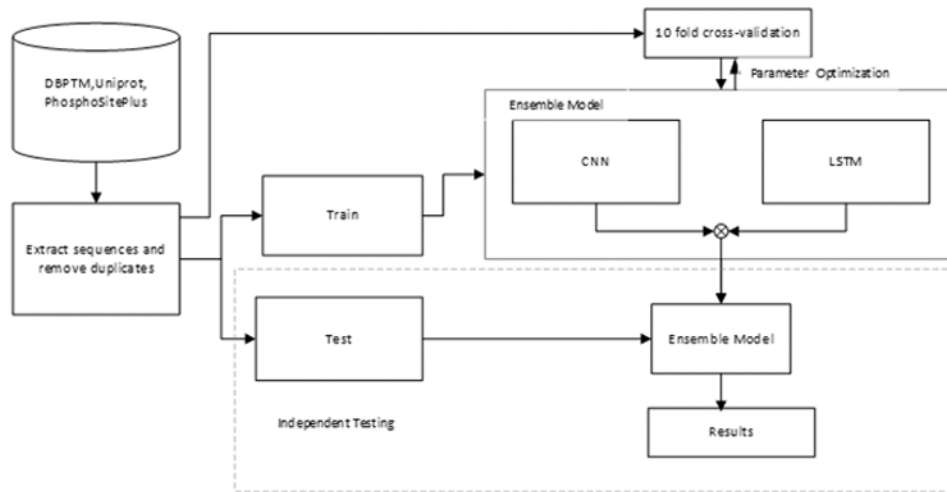 10 fold cross-validation
DBPTM,Uniprot,
PhosphoSitePlus
Parameter Optimization
Ensemble Model
CNN
LSTM
Train
Extract sequences and
remove duplicates
Test
Ensemble Model
Independent Testing
Results